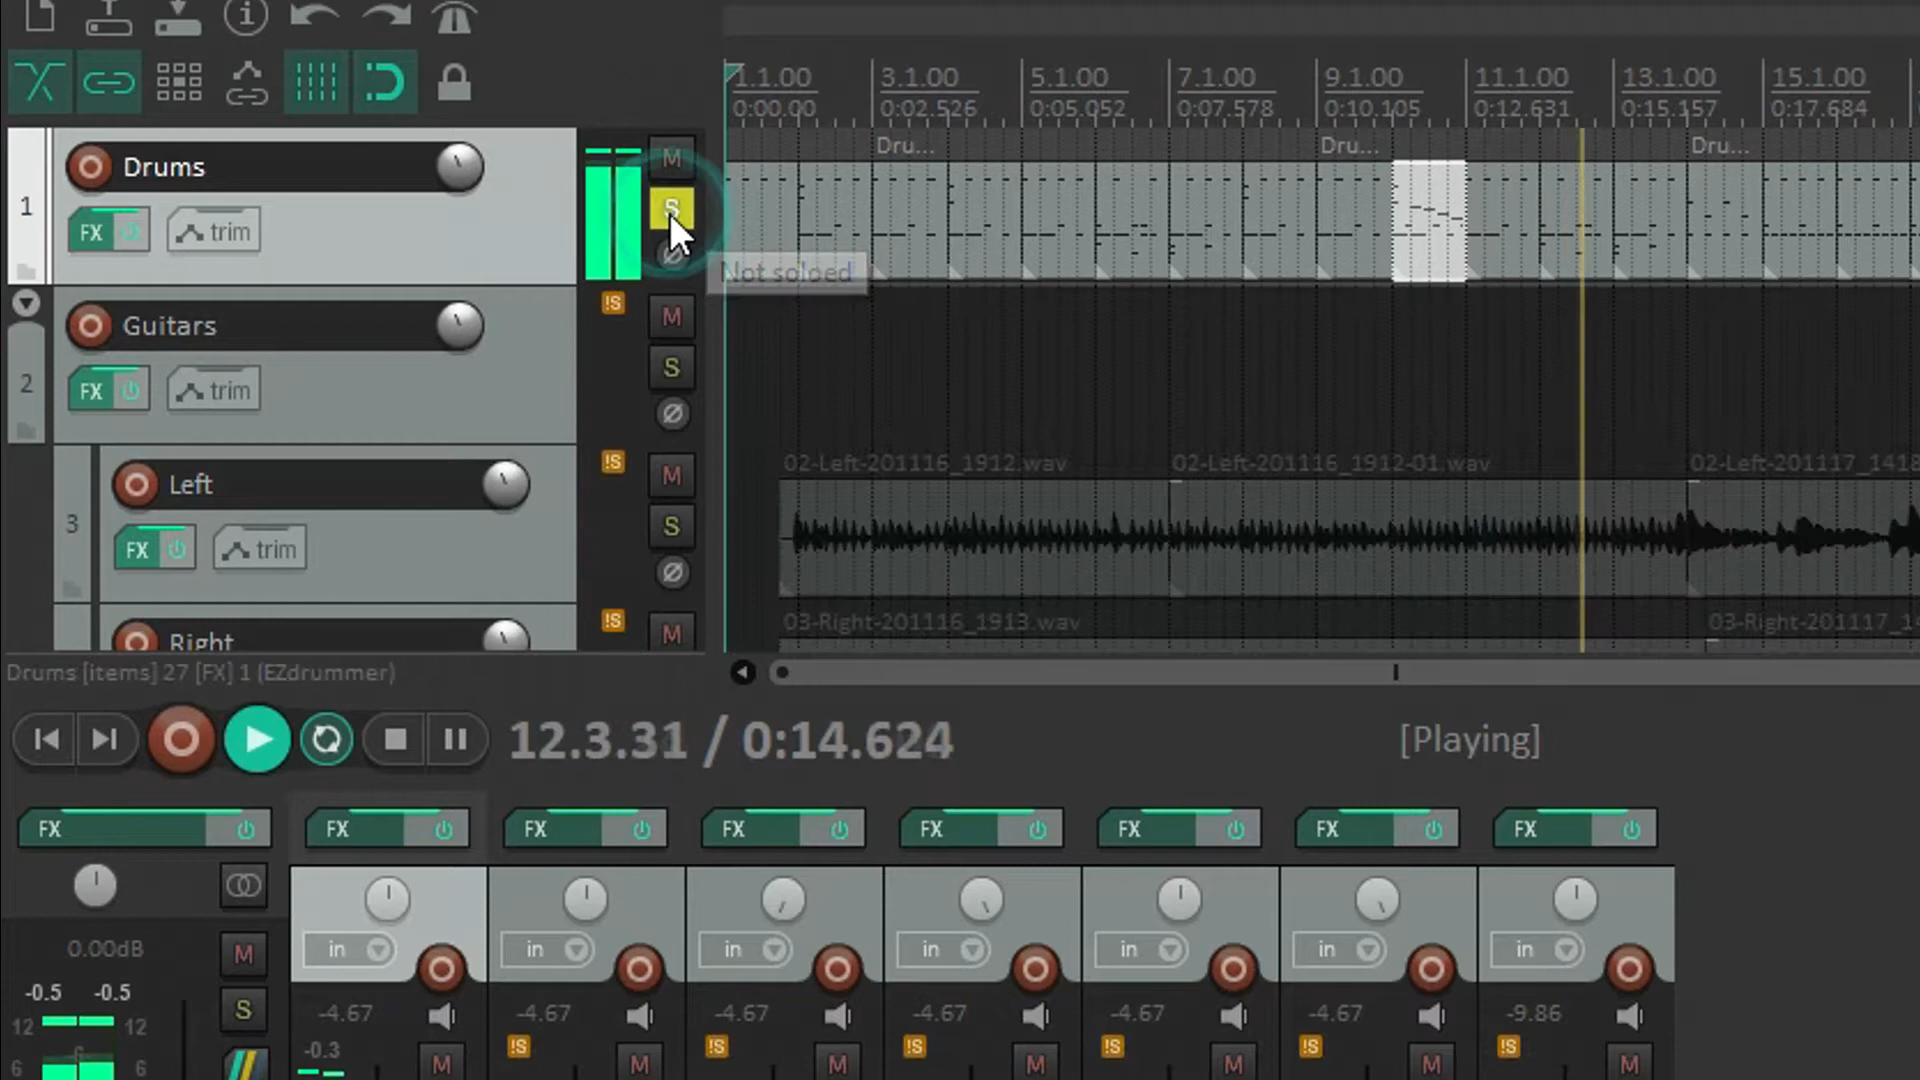 1.1.00 3.1.00 5.1.00 7.1.00 9.1.00 11.1.00 13.1.00 15.1.00
0:00.00 0:02.526 0:05.052 0:07.578 0:10.105 0:12.631 0:15.157 0:17.684
Dru... Dru... Dru...
1 Drums M
S
FX trim
Not soloed
!S
2 Guitars M
S
FX trim
02-Left-201116_1912.wav 02-Left-201116_1912-01.wav 02-Left-201117_1418
!S
3 Left M
S
FX trim
03-Right-201116_1913.wav 03-Right-201117_14
!S
Right M
Drums [items] 27 [FX] 1 (EZdrummer)
12.3.31 / 0:14.624 [Playing]
FX FX FX FX FX FX FX FX
in in in in in in in
0.00dB M
-0.5 -0.5 S -4.67 -4.67 -4.67 -4.67 -4.67 -4.67 -9.86
12 12
!S !S !S !S !S !S
-0.3
6 6 6 M M M M M M M